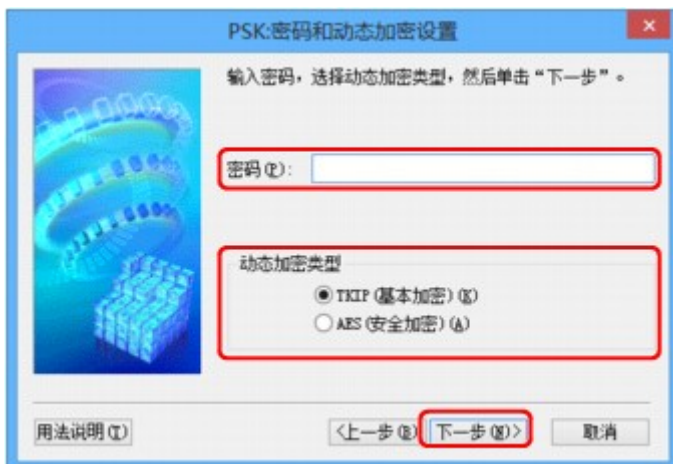 PSK:密码和动态加密设置
输入密码，选择动态加密类型，然后单击“下一步”。
密码(P):
动态加密类型
TKIP(基本加密)(K)
AES(安全加密)(A)
用法说明(I)
<上一步(B)
下一步(N)>
取消